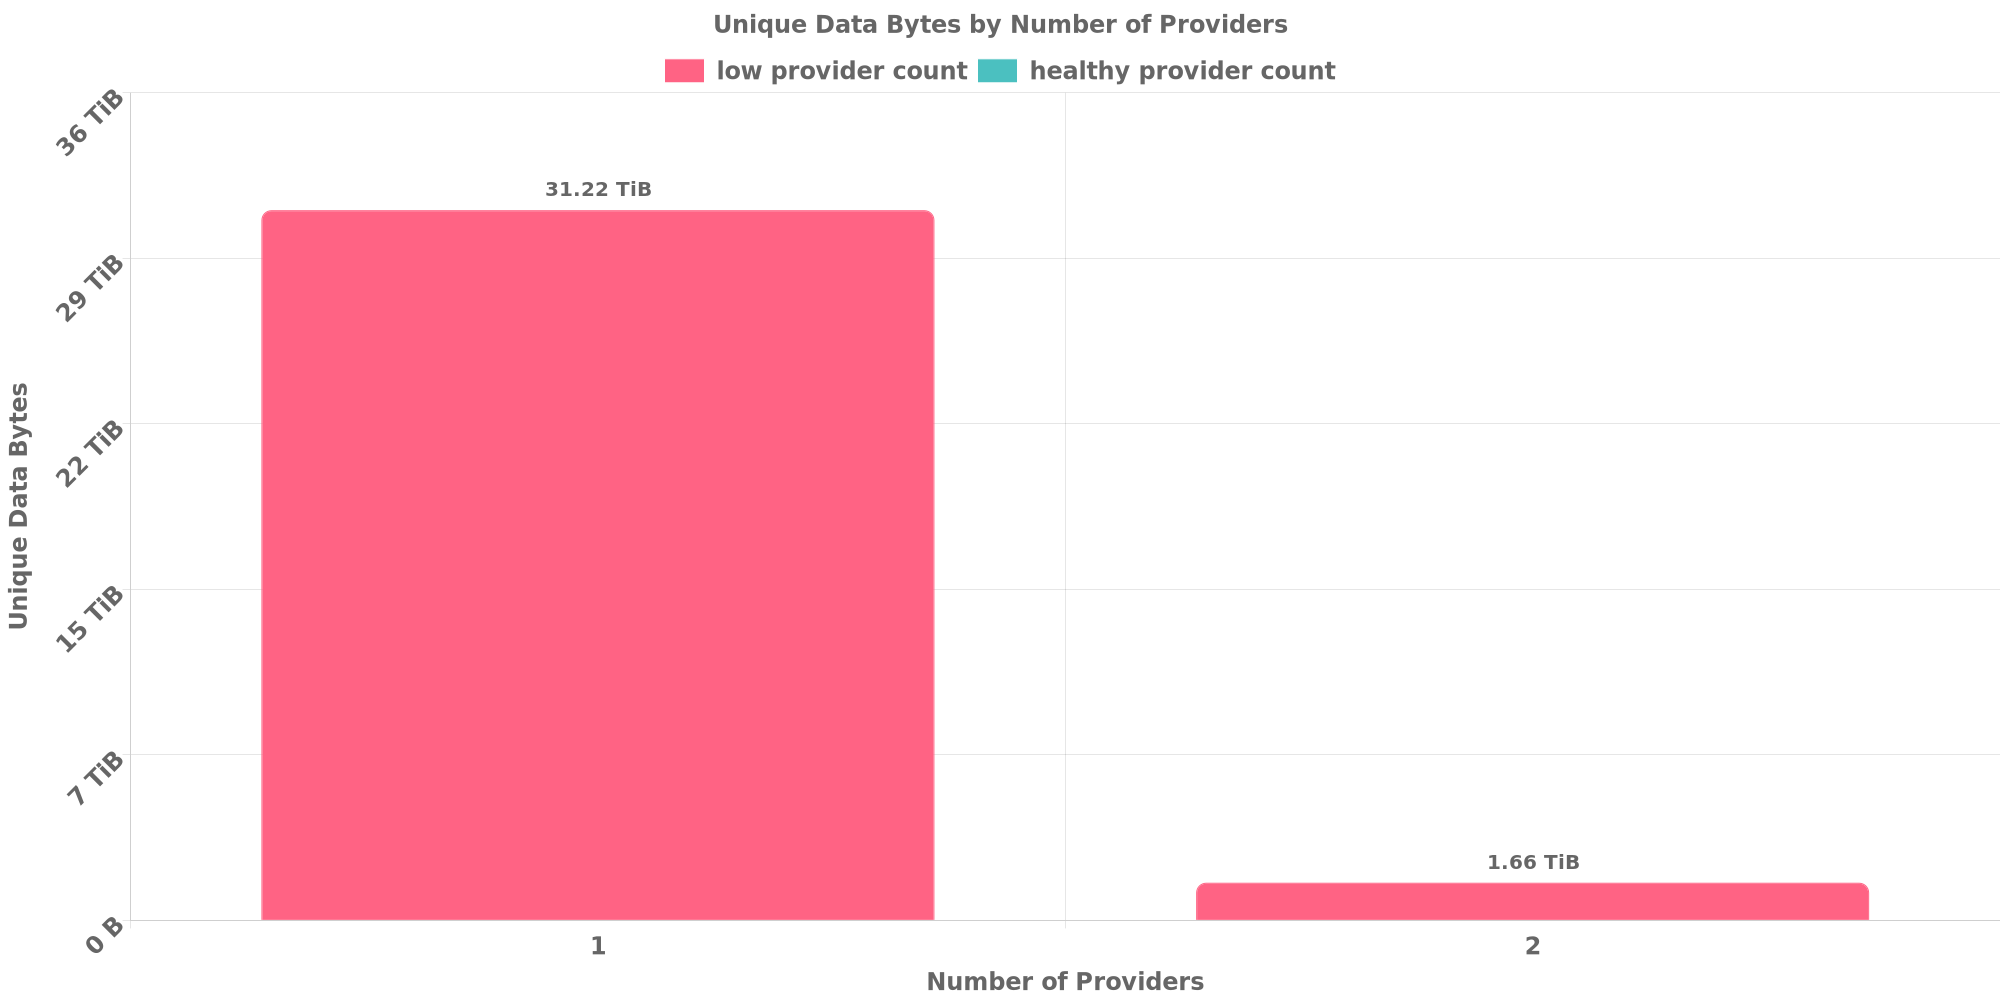 Unique Data Bytes by Number of Providers
low provider count healthy provider count
36 TiB
31.22 TiB
29 TiB
22 TiB
15 TiB
7 TiB
1.66 TiB
0 B
Unique Data Bytes
1 2
Number of Providers